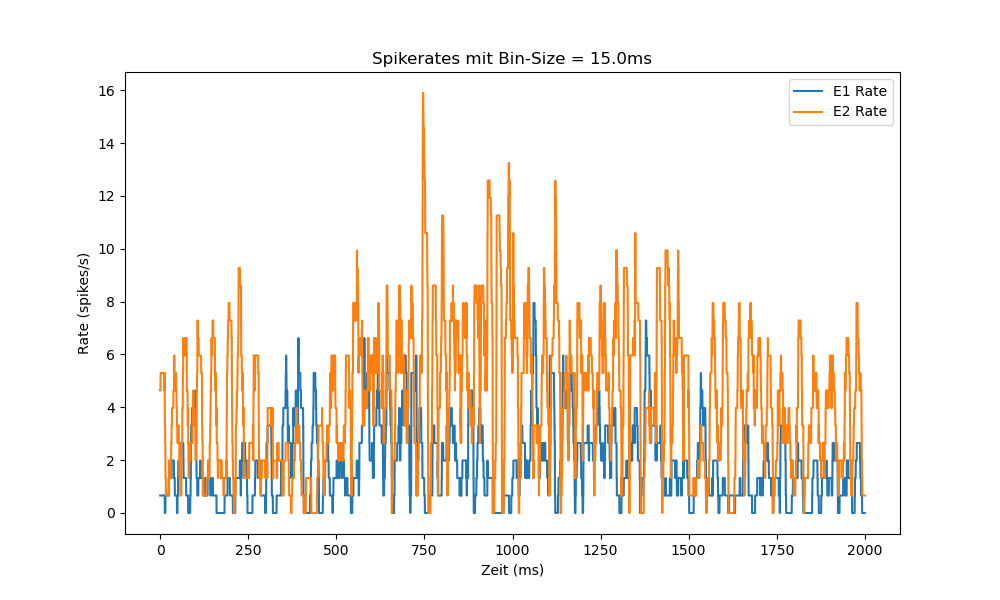 Spikerates mit Bin-Size = 15.0ms
E1 Rate
E2 Rate
16
14
12
10
8
6
4
2
0
Rate (spikes/s)
0 250 500 750 1000 1250 1500 1750 2000
Zeit (ms)